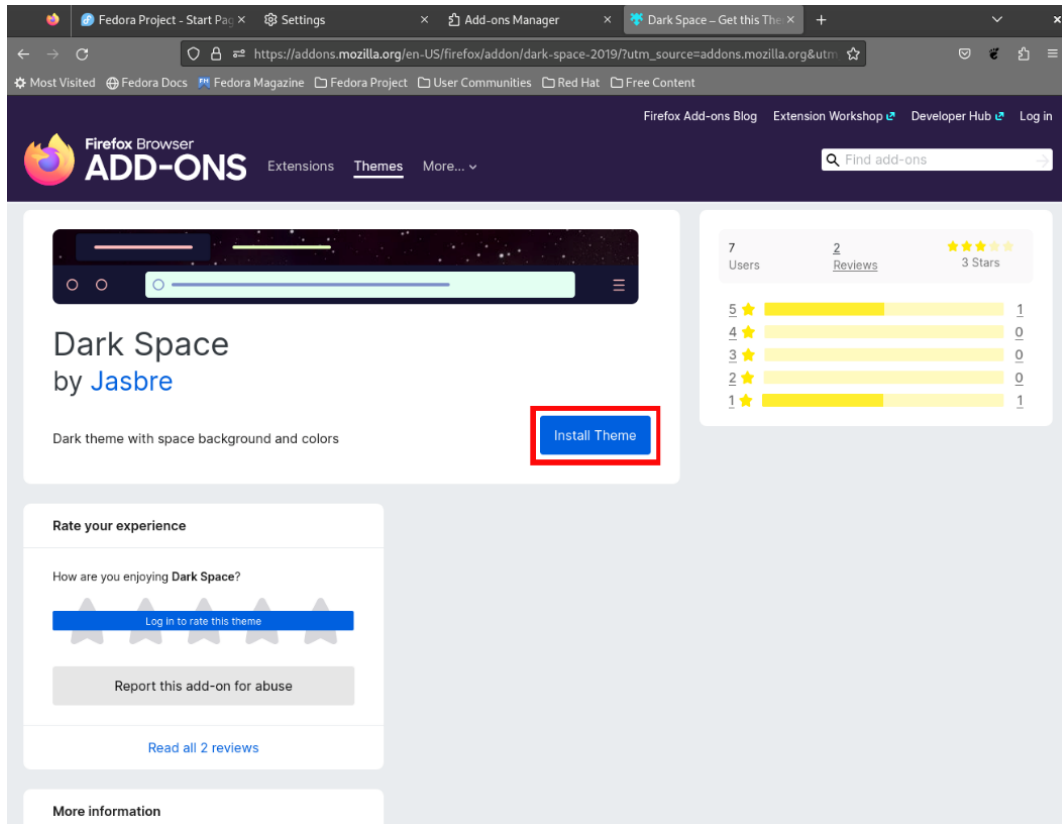 Fedora Project - Start Pag
Settings
Add-ons Manager
Dark Space – Get this The
https://addons.mozilla.org/en-US/firefox/addon/dark-space-2019/?utm_source=addons.mozilla.org&utm
Most Visited Fedora Docs Fedora Magazine Fedora Project User Communities Red Hat Free Content
Firefox Add-ons Blog Extension Workshop Developer Hub Log in
Firefox Browser
ADD-ONS
Extensions Themes More...
Find add-ons
7 2
Users Reviews 3 Stars
5 1
4 0
3 0
2 0
1 1
Dark Space
by Jasbre
Dark theme with space background and colors
Install Theme
Rate your experience
How are you enjoying Dark Space?
Log in to rate this theme
Report this add-on for abuse
Read all 2 reviews
More information